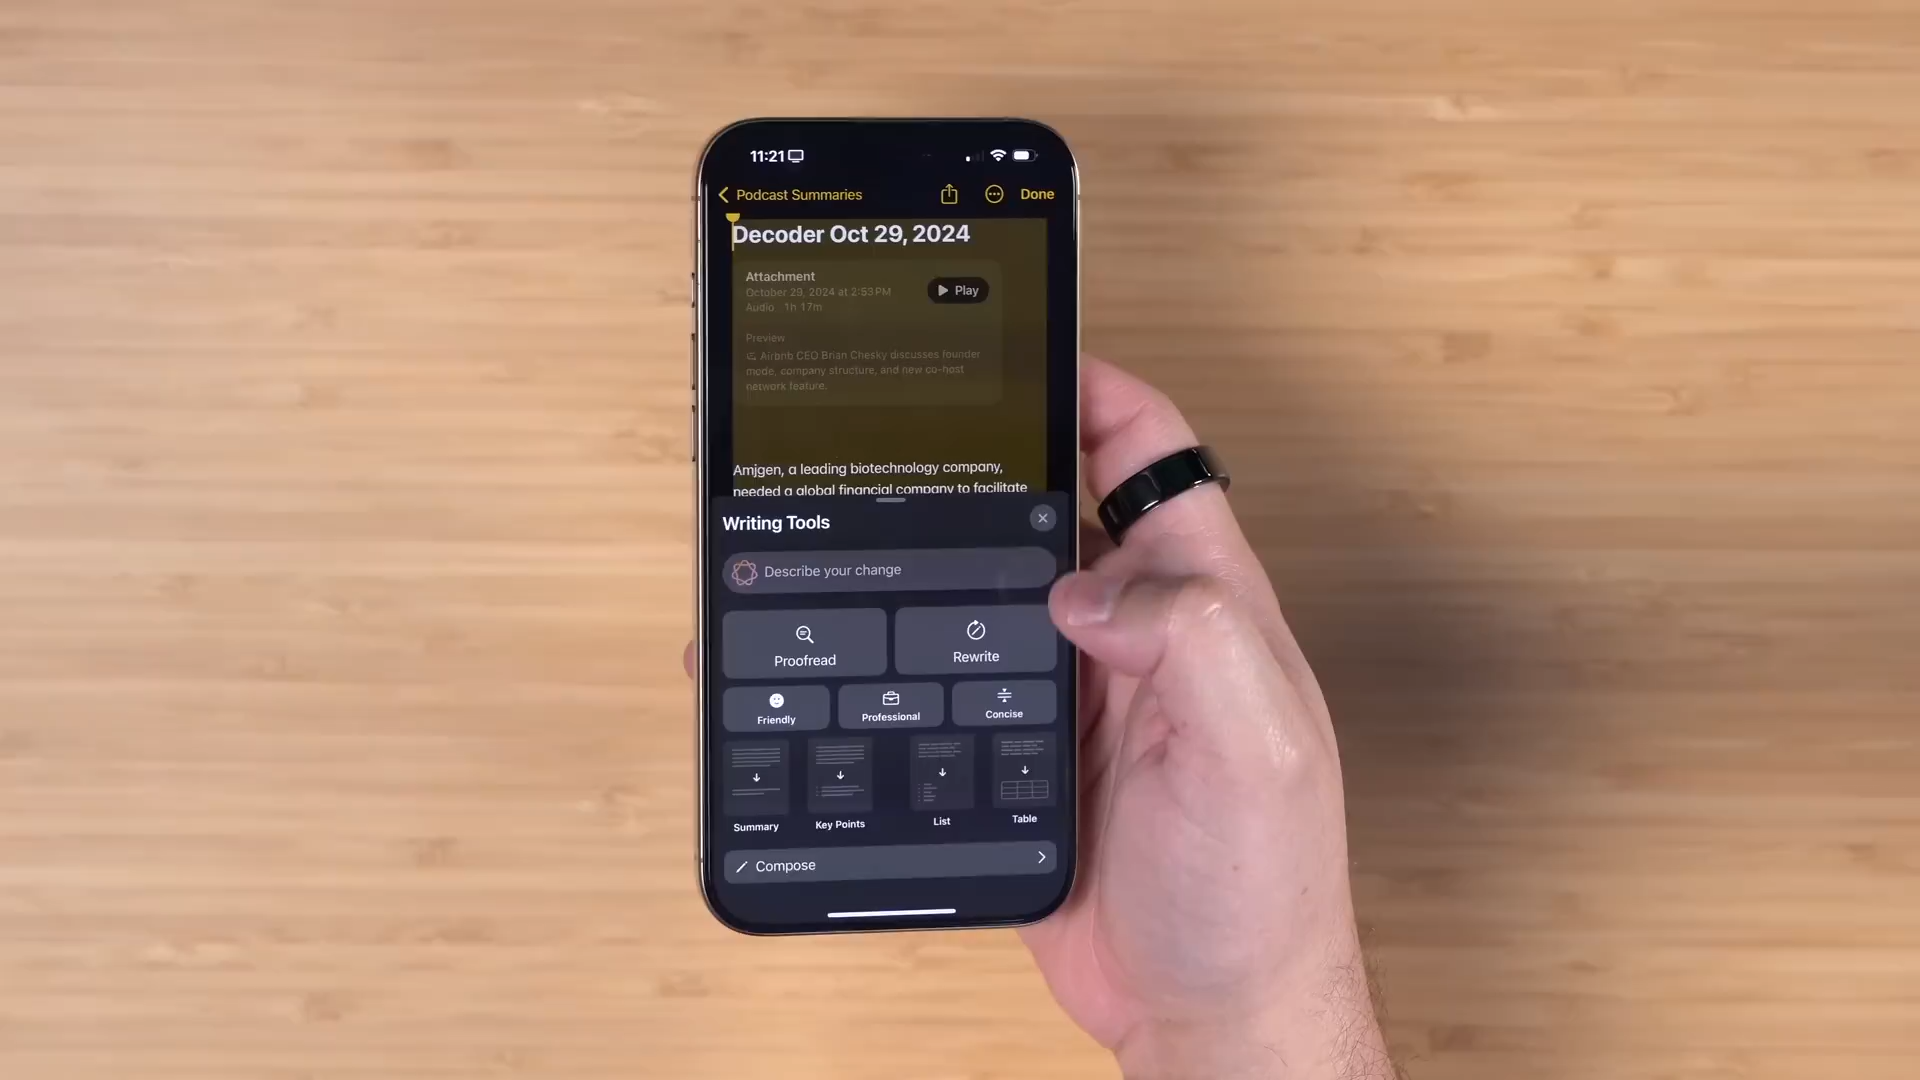 11:21
Podcast Summaries
Done
Decoder Oct 29, 2024
Attachment
October 29, 2024 at 2:53 PM
Audio 1h 17m
Play
Preview
Airbnb CEO Brian Chesky discusses founder
mode, company structure, and new co-host
network feature.
Amjgen, a leading biotechnology company,
needed a global financial company to facilitate
Writing Tools
Describe your change
Proofread
Rewrite
Friendly
Professional
Concise
Summary
Key Points
List
Table
Compose